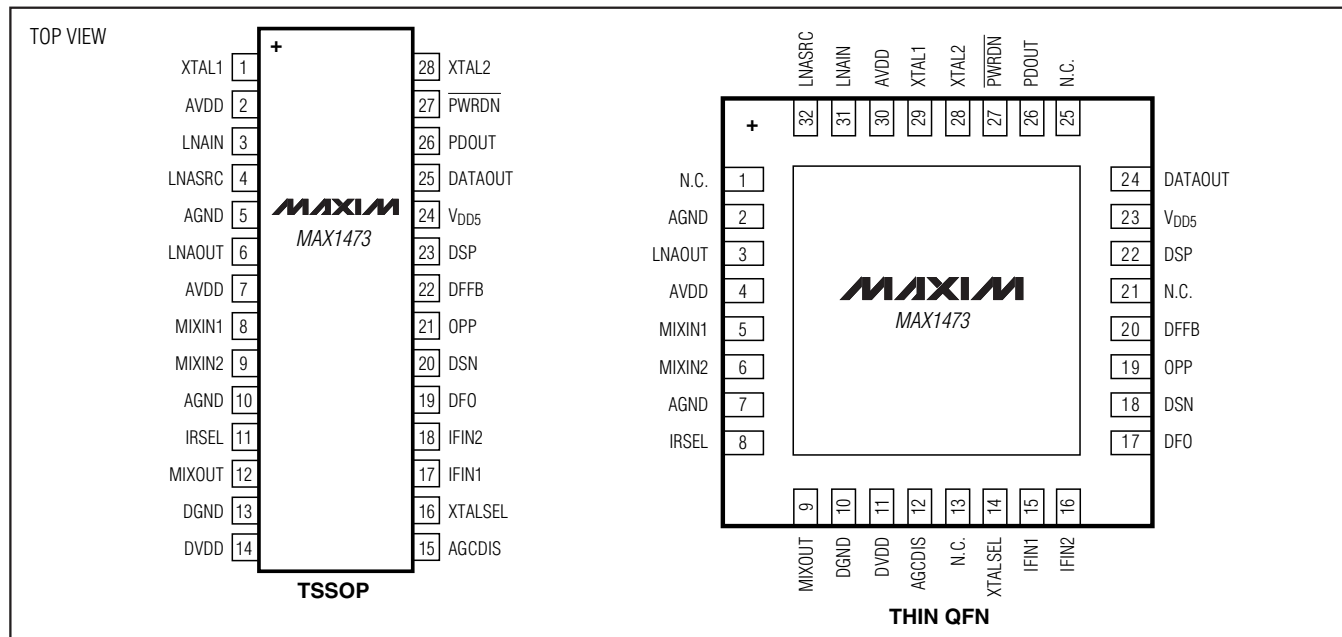 TOP VIEW
+
XTAL1 1
AVDD 2
LNAIN 3
LNASRC 4
AGND 5
LNAOUT 6
AVDD 7
MIXIN1 8
MIXIN2 9
AGND 10
IRSEL 11
MIXOUT 12
DGND 13
DVDD 14
MAXIM
MAX1473
28 XTAL2
27 PWRDN
26 PDOUT
25 DATAOUT
24 VDD5
23 DSP
22 DFFB
21 OPP
20 DSN
19 DFO
18 IFIN2
17 IFIN1
16 XTALSEL
15 AGCDIS
TSSOP
LNASRC LNAIN AVDD XTAL1 XTAL2 PWRDN PDOUT N.C.
32 31 30 29 28 27 26 25
+
N.C. 1
AGND 2
LNAOUT 3
AVDD 4
MIXIN1 5
MIXIN2 6
AGND 7
IRSEL 8
MAXIM
MAX1473
24 DATAOUT
23 VDD5
22 DSP
21 N.C.
20 DFFB
19 OPP
18 DSN
17 DFO
9 10 11 12 13 14 15 16
MIXOUT DGND DVDD AGCDIS N.C. XTALSEL IFIN1 IFIN2
THIN QFN